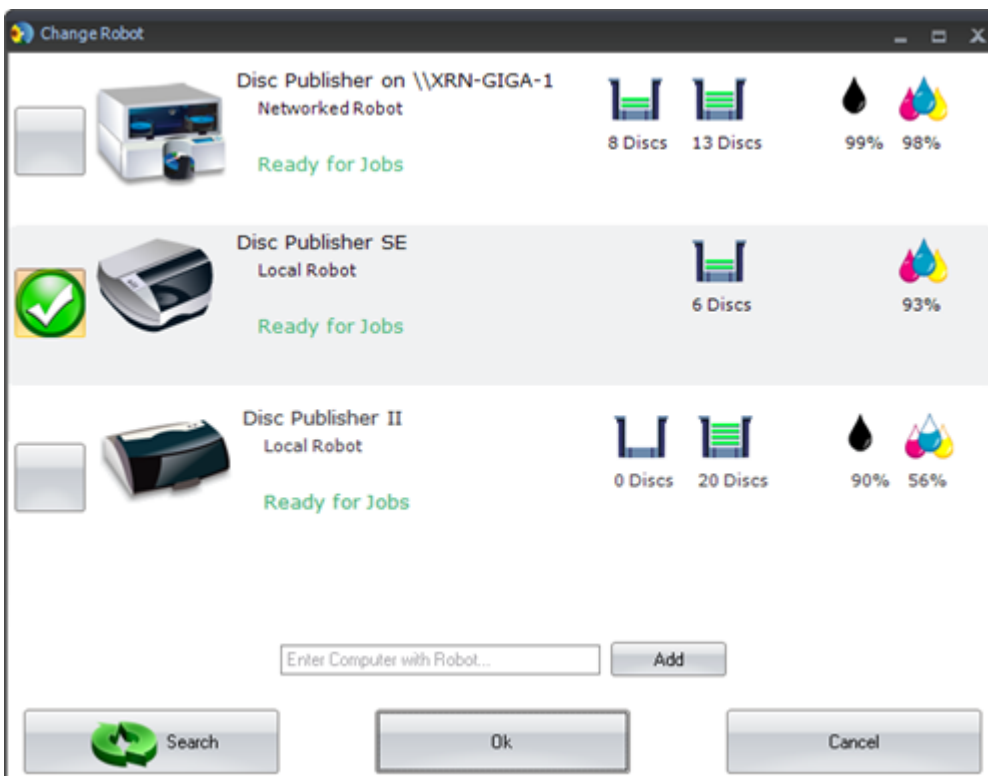 Change Robot
Disc Publisher on \\XRN-GIGA-1
Networked Robot
Ready for Jobs
8 Discs 13 Discs 99% 98%
Disc Publisher SE
Local Robot
Ready for Jobs
6 Discs 93%
Disc Publisher II
Local Robot
Ready for Jobs
0 Discs 20 Discs 90% 56%
Enter Computer with Robot... Add
Search Ok Cancel